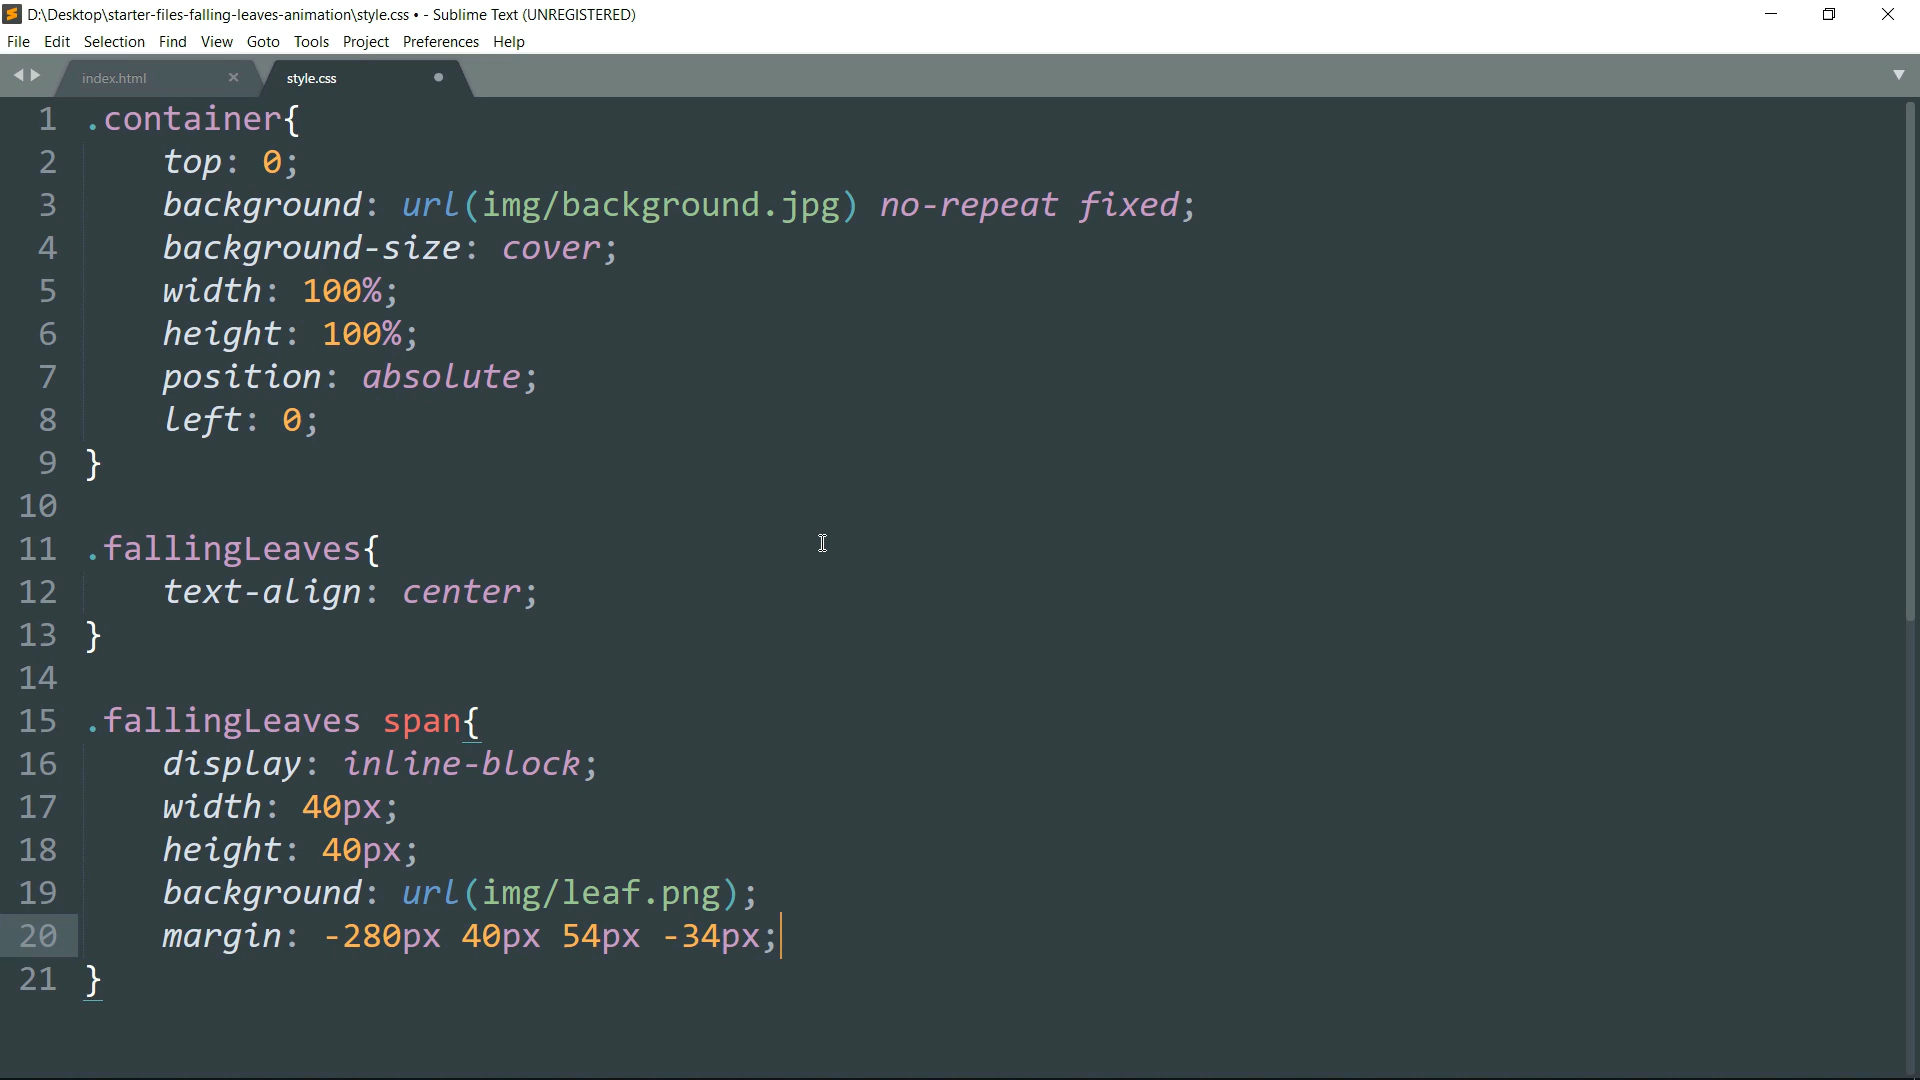 D:\Desktop\starter-files-falling-leaves-animation\style.css • - Sublime Text (UNREGISTERED)
File Edit Selection Find View Goto Tools Project Preferences Help
index.html style.css
1 .container{
2 top: 0;
3 background: url(img/background.jpg) no-repeat fixed;
4 background-size: cover;
5 width: 100%;
6 height: 100%;
7 position: absolute;
8 left: 0;
9 }
10
11 .fallingLeaves{
12 text-align: center;
13 }
14
15 .fallingLeaves span{
16 display: inline-block;
17 width: 40px;
18 height: 40px;
19 background: url(img/leaf.png);
20 margin: -280px 40px 54px -34px;
21 }